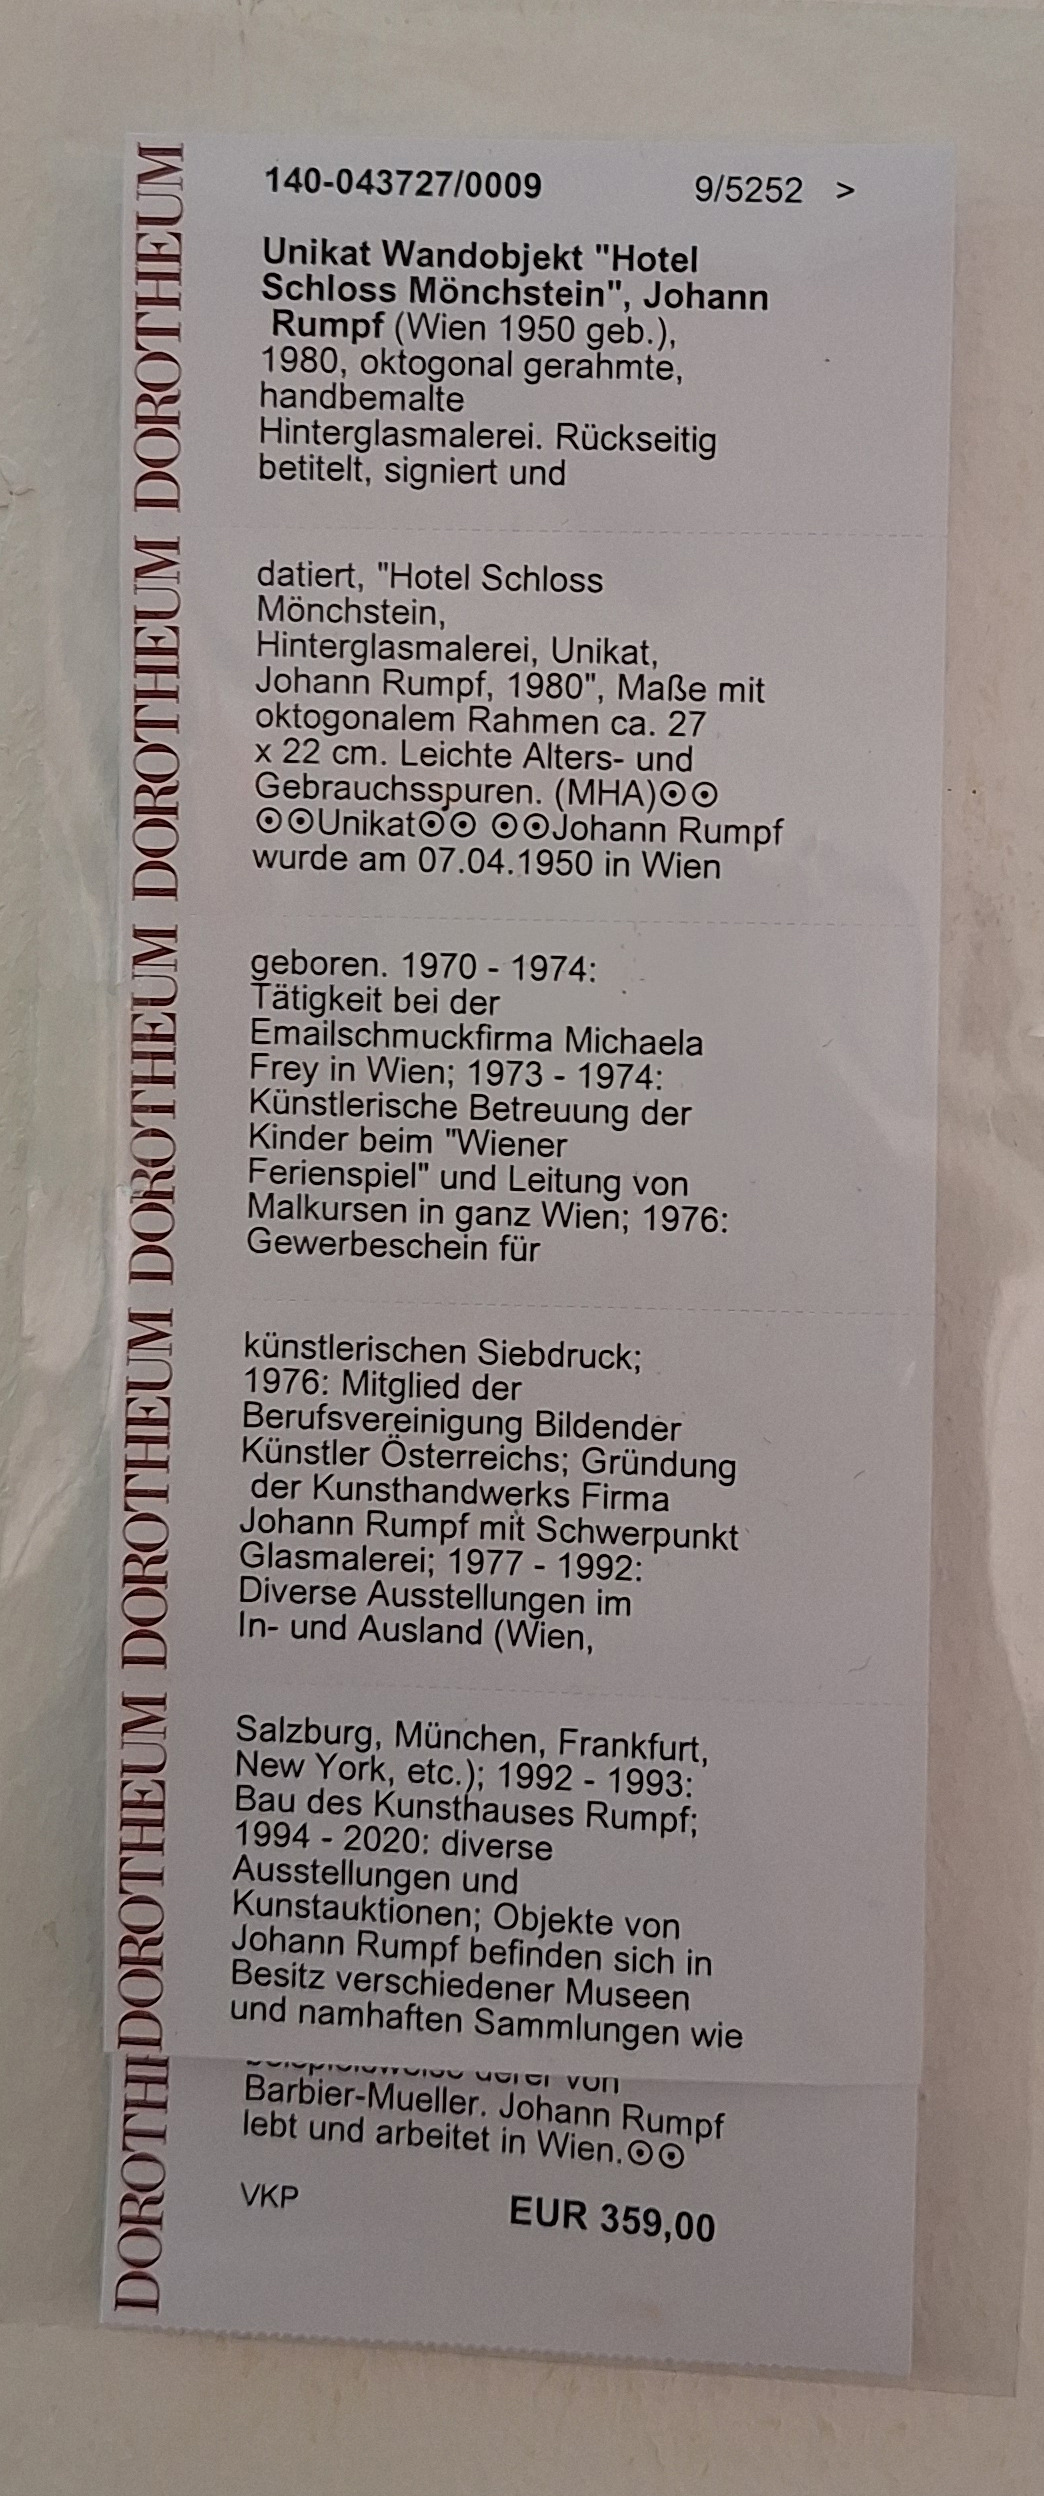 140-043727/0009 9/5252 >
Unikat Wandobjekt "Hotel
Schloss Mönchstein", Johann
Rumpf (Wien 1950 geb.),
1980, oktogonal gerahmte,
handbemalte
Hinterglasmalerei. Rückseitig
betitelt, signiert und
datiert, "Hotel Schloss
Mönchstein,
Hinterglasmalerei, Unikat,
Johann Rumpf, 1980", Maße mit
oktogonalem Rahmen ca. 27
x 22 cm. Leichte Alters- und
Gebrauchsspuren. (MHA)⊙⊙
⊙⊙Unikat⊙⊙ ⊙⊙Johann Rumpf
wurde am 07.04.1950 in Wien
geboren. 1970 - 1974:
Tätigkeit bei der
Emailschmuckfirma Michaela
Frey in Wien; 1973 - 1974:
Künstlerische Betreuung der
Kinder beim "Wiener
Ferienspiel" und Leitung von
Malkursen in ganz Wien; 1976:
Gewerbeschein für
künstlerischen Siebdruck;
1976: Mitglied der
Berufsvereinigung Bildender
Künstler Österreichs; Gründung
der Kunsthandwerks Firma
Johann Rumpf mit Schwerpunkt
Glasmalerei; 1977 - 1992:
Diverse Ausstellungen im
In- und Ausland (Wien,
Salzburg, München, Frankfurt,
New York, etc.); 1992 - 1993:
Bau des Kunsthauses Rumpf;
1994 - 2020: diverse
Ausstellungen und
Kunstauktionen; Objekte von
Johann Rumpf befinden sich in
Besitz verschiedener Museen
und namhaften Sammlungen wie
beispielsweise derer von
Barbier-Mueller. Johann Rumpf
lebt und arbeitet in Wien.⊙⊙
VKP EUR 359,00
DOROTHEUM DOROTHEUM DOROTHEUM DOROTHEUM DOROTHEUM
DOROTH